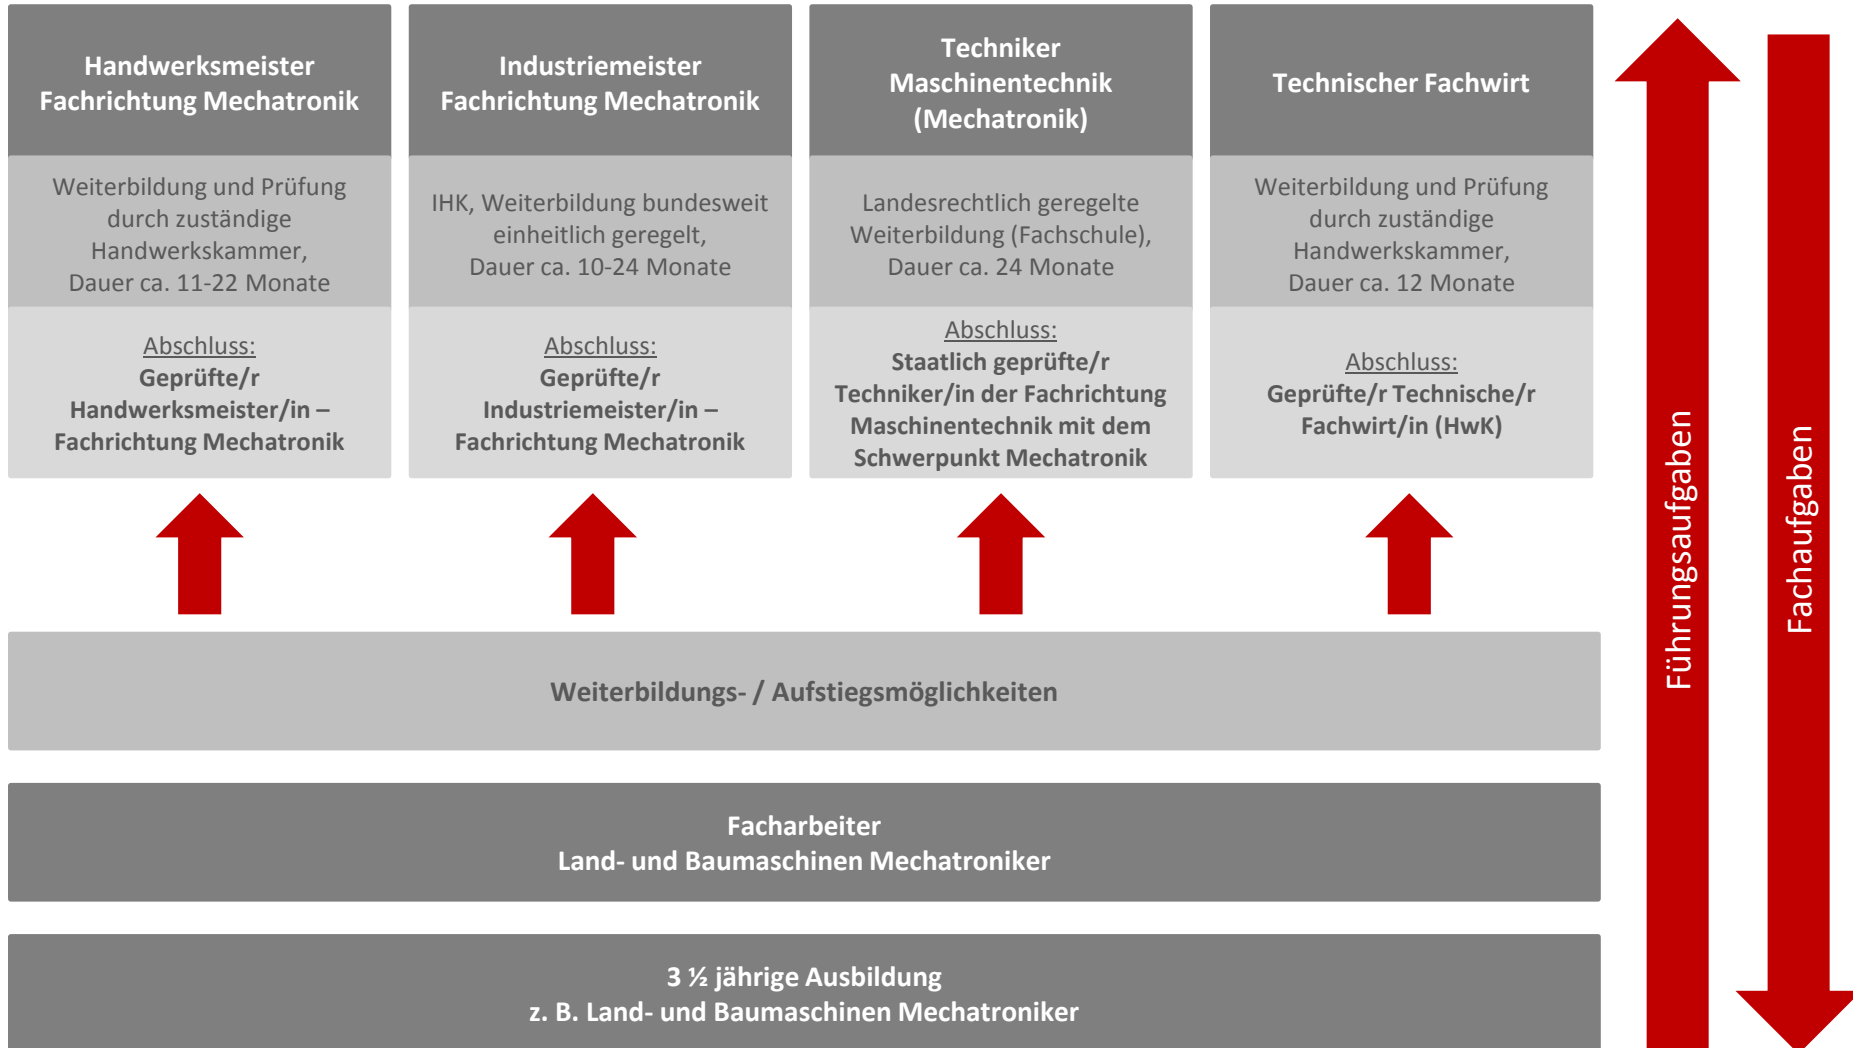 Handwerksmeister
Fachrichtung Mechatronik
Weiterbildung und Prüfung
durch zuständige
Handwerkskammer,
Dauer ca. 11-22 Monate
Abschluss:
Geprüfte/r
Handwerksmeister/in –
Fachrichtung Mechatronik
Industriemeister
Fachrichtung Mechatronik
IHK, Weiterbildung bundesweit
einheitlich geregelt,
Dauer ca. 10-24 Monate
Abschluss:
Geprüfte/r
Industriemeister/in –
Fachrichtung Mechatronik
Techniker
Maschinentechnik
(Mechatronik)
Landesrechtlich geregelte
Weiterbildung (Fachschule),
Dauer ca. 24 Monate
Abschluss:
Staatlich geprüfte/r
Techniker/in der Fachrichtung
Maschinentechnik mit dem
Schwerpunkt Mechatronik
Technischer Fachwirt
Weiterbildung und Prüfung
durch zuständige
Handwerkskammer,
Dauer ca. 12 Monate
Abschluss:
Geprüfte/r Technische/r
Fachwirt/in (HwK)
Führungsaufgaben
Fachaufgaben
Weiterbildungs- / Aufstiegsmöglichkeiten
Facharbeiter
Land- und Baumaschinen Mechatroniker
3 ½ jährige Ausbildung
z. B. Land- und Baumaschinen Mechatroniker